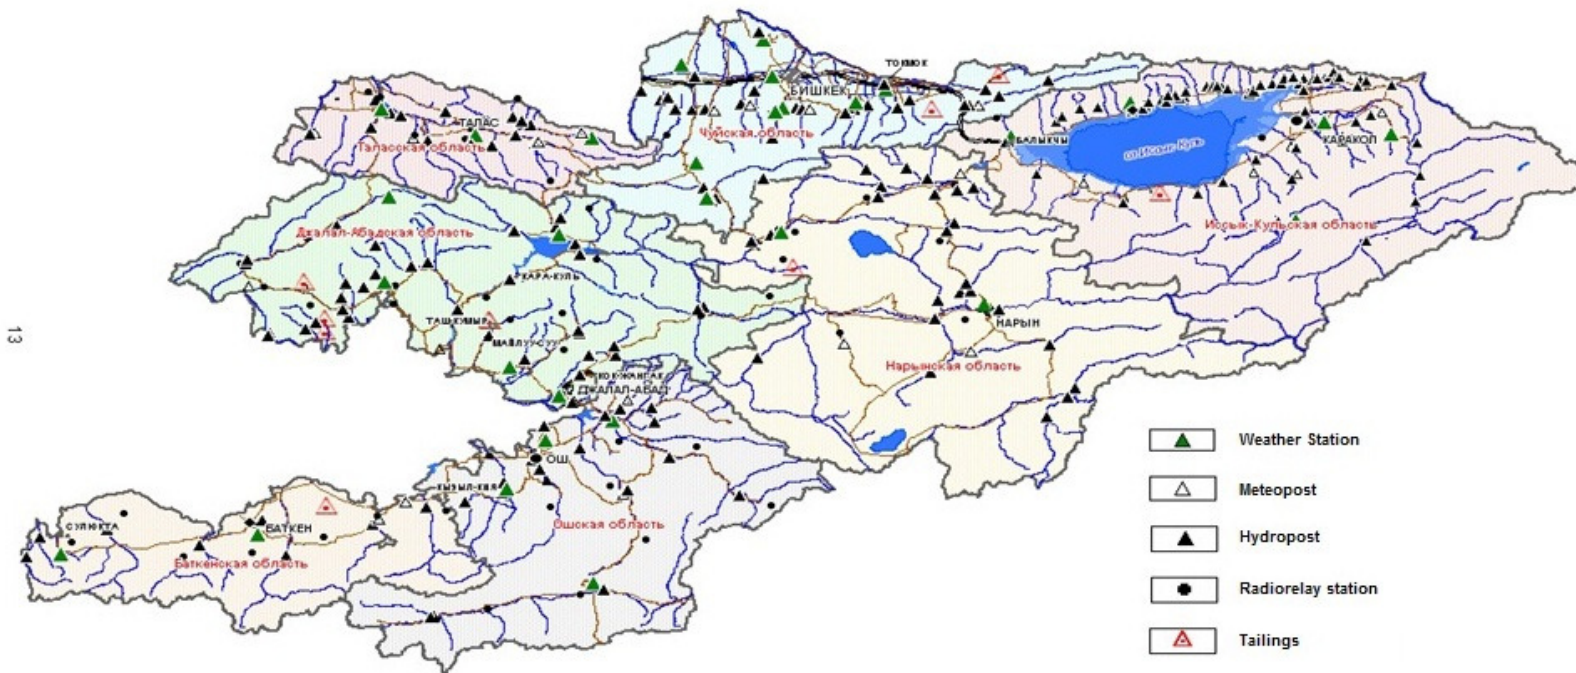 ТОКМОК
БИШКЕК
ТАЛАС
Чуйская область
Таласская область
БАЛЫКЧЫ
оз Иссык-Куль
КАРАКОЛ
Джалал-Абадская область
Иссык-Кульская область
КАРА-КУЛЬ
ТАШ-КУМЫР
НАРЫН
МАЙЛУУ-СУУ
Нарынская область
КОК-ЖАНГАК
ДЖАЛАЛ-АБАД
13
Weather Station
ОШ
КЫЗЫЛ-КИЯ
Meteopost
СУЛЮКТА
БАТКЕН
Ошская область
Hydropost
Баткенская область
Radiorelay station
Tailings